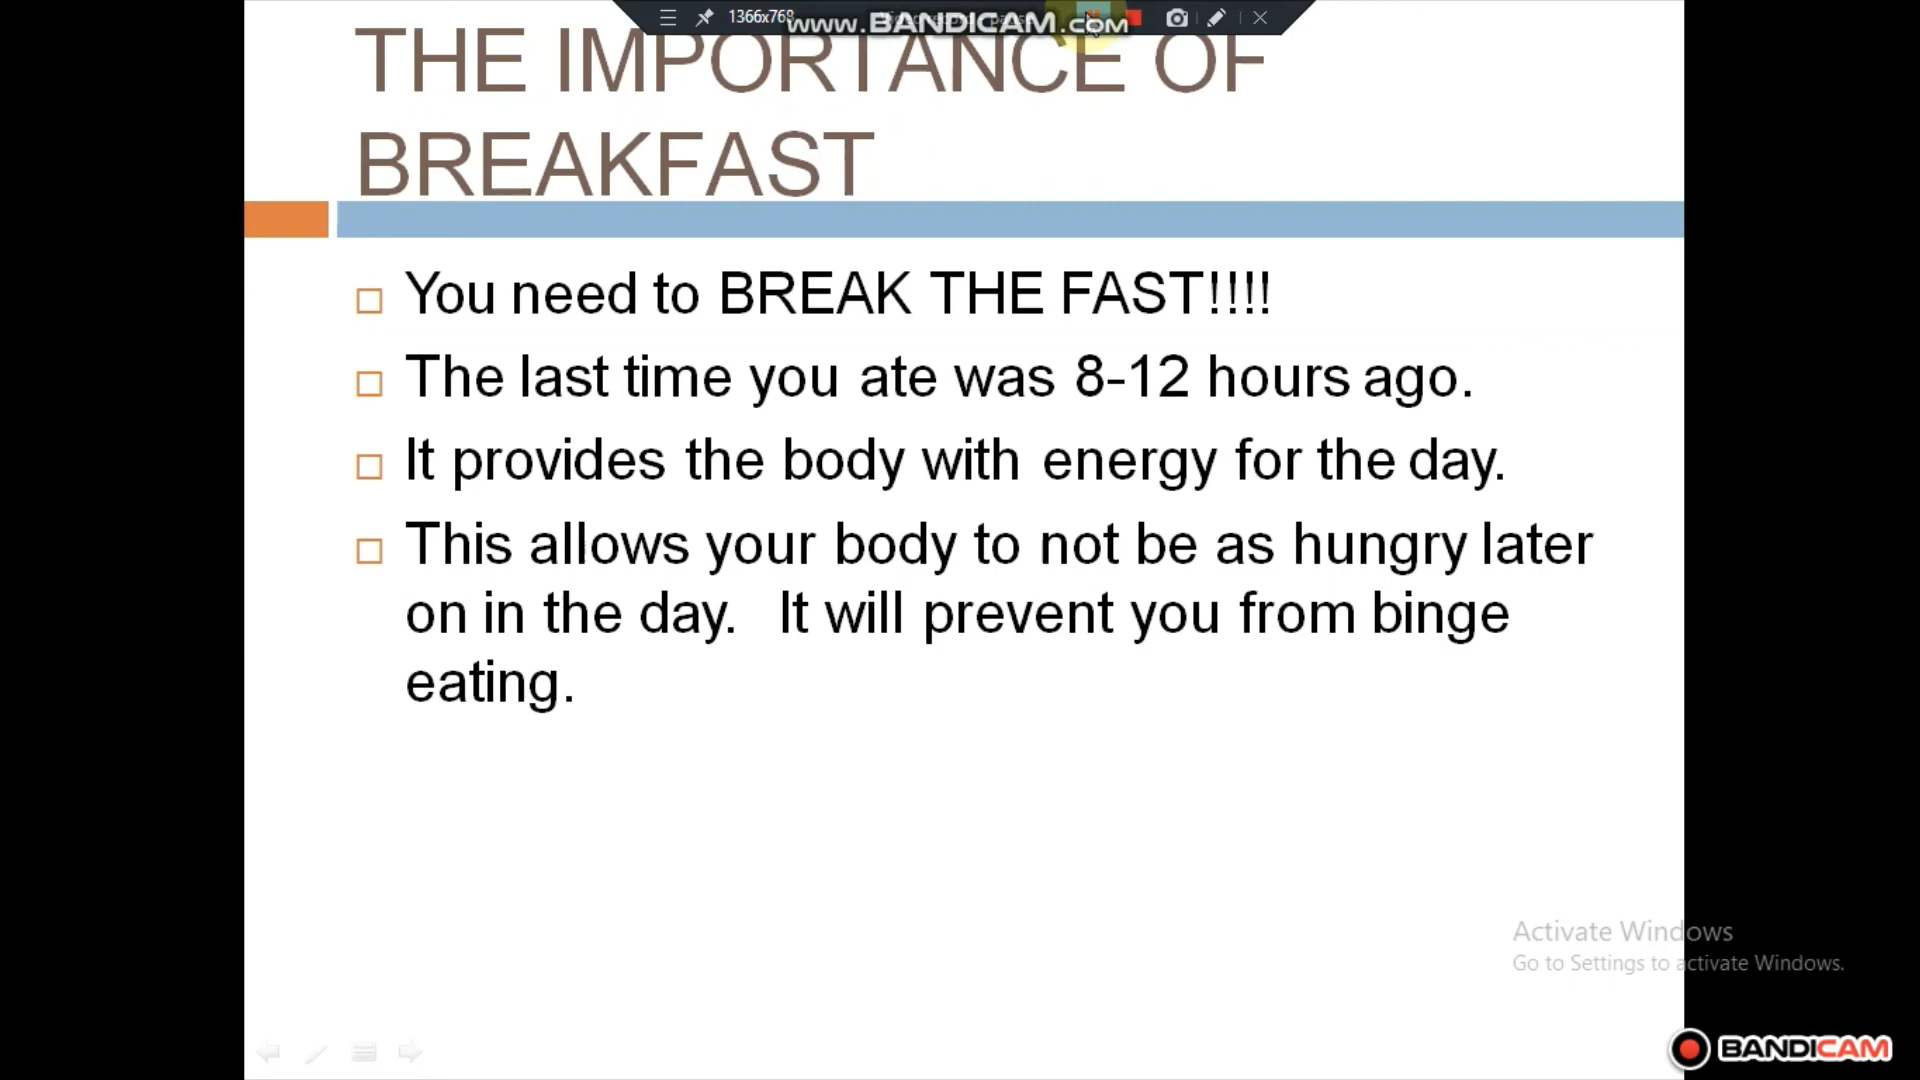 1366x768
www.BANDICAM.com
THE IMPORTANCE OF
BREAKFAST
You need to BREAK THE FAST!!!!
The last time you ate was 8-12 hours ago.
It provides the body with energy for the day.
This allows your body to not be as hungry later
on in the day.   It will prevent you from binge
eating.
Activate Windows
Go to Settings to activate Windows.
BANDICAM